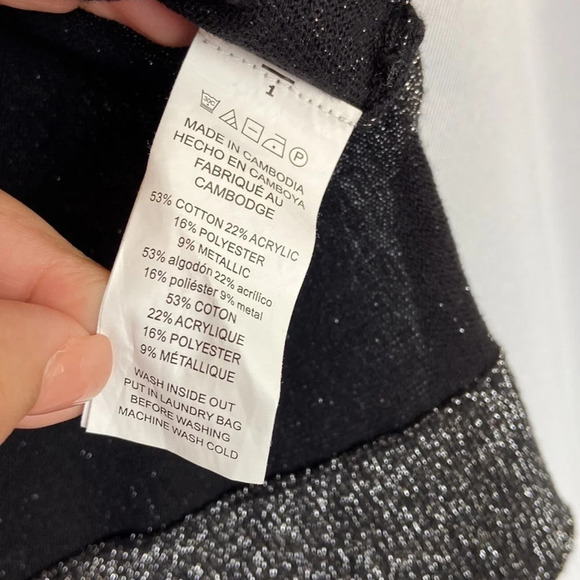 1
30C P
MADE IN CAMBODIA
HECHO EN CAMBOYA
FABRIQUÉ AU
CAMBODGE
53% COTTON 22% ACRYLIC
16% POLYESTER
9% METALLIC
53% algodón 22% acrílico
16% poliéster 9% metal
53% COTON
22% ACRYLIQUE
16% POLYESTER
9% MÉTALLIQUE
WASH INSIDE OUT
PUT IN LAUNDRY BAG
BEFORE WASHING
MACHINE WASH COLD